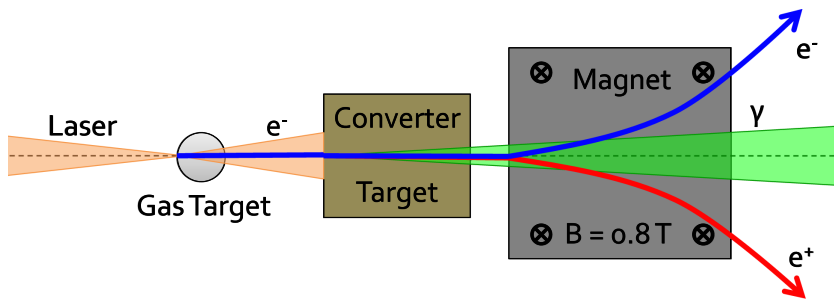 Laser
e-
Gas Target
Converter
Target
Magnet
B = 0.8 T
e-
γ
e+